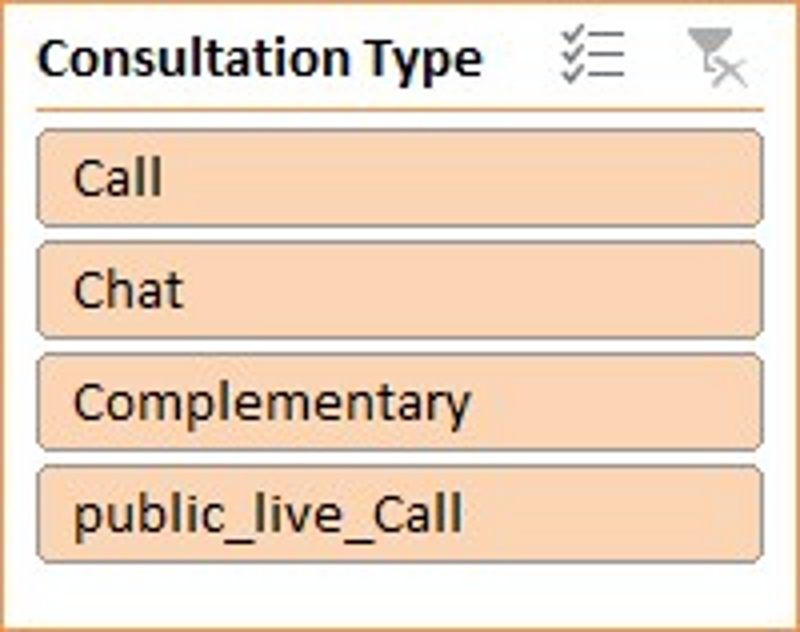 Consultation Type
Call
Chat
Complementary
public_live_Call